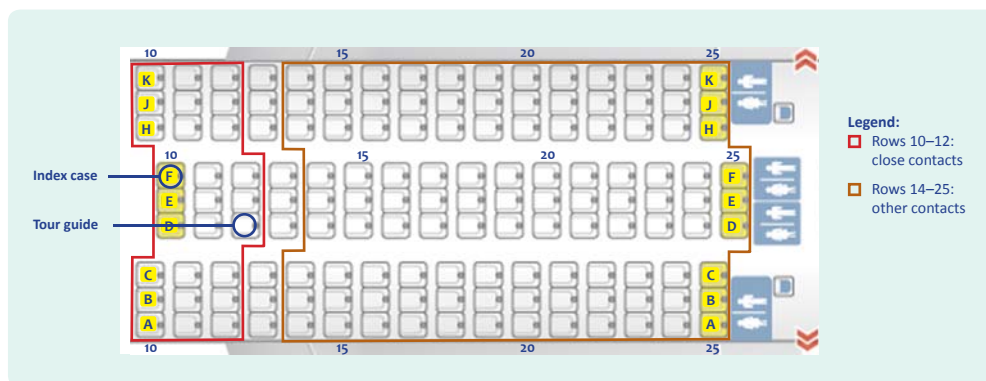 10 15 20 25
K K
J J
H H
10 15 20 25
Index case F F
E E
Tour guide D D
C C
B B
A A
10 15 20 25
Legend:
Rows 10–12:
close contacts
Rows 14–25:
other contacts